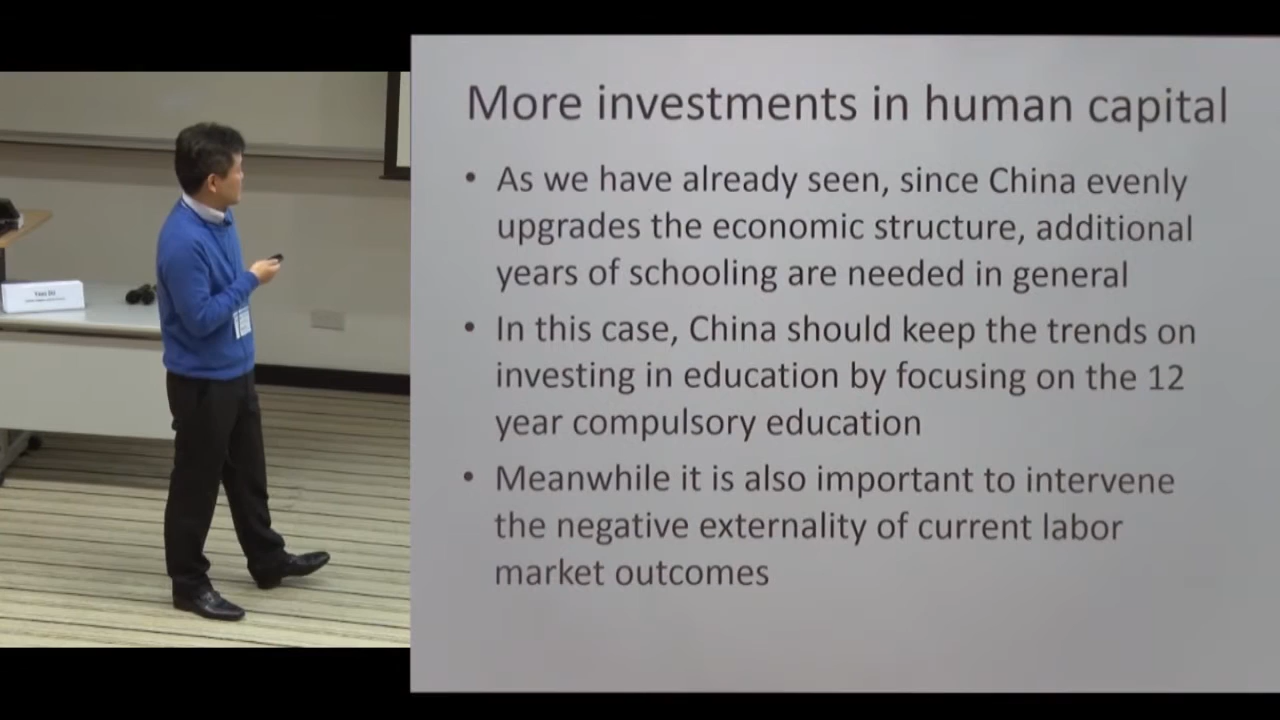 More investments in human capital
• As we have already seen, since China evenly
upgrades the economic structure, additional
years of schooling are needed in general
• In this case, China should keep the trends on
investing in education by focusing on the 12
year compulsory education
• Meanwhile it is also important to intervene
the negative externality of current labor
market outcomes